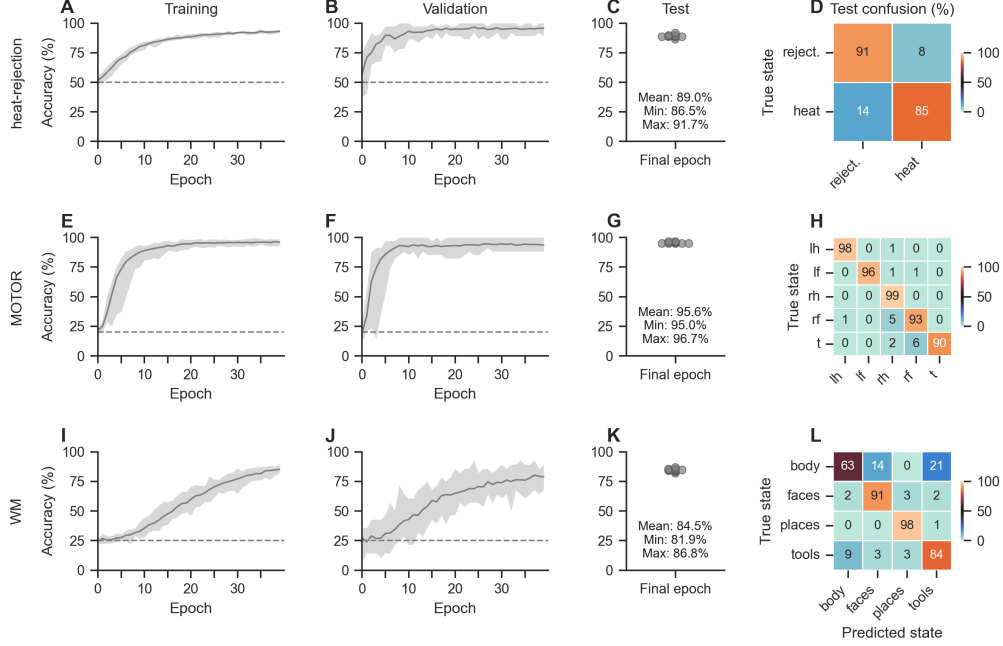 A Training B Validation C Test D Test confusion (%)
heat-rejection
Accuracy (%)
100
75
50
25
0
0 10 20 30
Epoch
100
75
50
25
0
0 10 20 30
Epoch
100
75
50
25
0
Mean: 89.0%
Min: 86.5%
Max: 91.7%
Final epoch
True state
reject. 91 8
heat 14 85
reject. heat
100
50
0
E F G H
MOTOR
Accuracy (%)
100
75
50
25
0
0 10 20 30
Epoch
100
75
50
25
0
0 10 20 30
Epoch
100
75
50
25
0
Mean: 95.6%
Min: 95.0%
Max: 96.7%
Final epoch
True state
lh 98 0 1 0 0
lf 0 96 1 1 0
rh 0 0 99 0 0
rf 1 0 5 93 0
t 0 0 2 6 90
lh lf rh rf t
100
50
0
I J K L
WM
Accuracy (%)
100
75
50
25
0
0 10 20 30
Epoch
100
75
50
25
0
0 10 20 30
Epoch
100
75
50
25
0
Mean: 84.5%
Min: 81.9%
Max: 86.8%
Final epoch
True state
body 63 14 0 21
faces 2 91 3 2
places 0 0 98 1
tools 9 3 3 84
body faces places tools
Predicted state
100
50
0